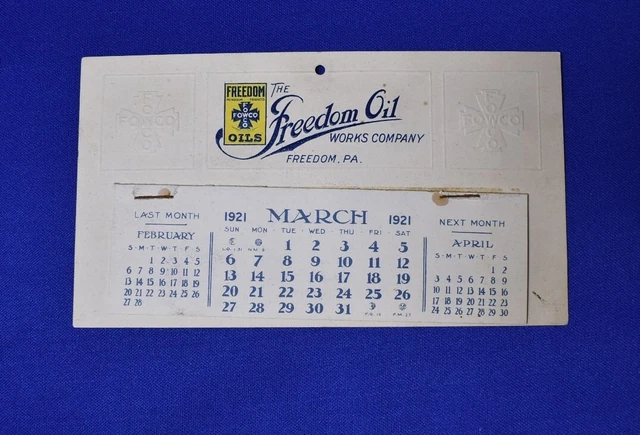 FREEDOM
FOWCO
OILS
THE
Freedom Oil
WORKS COMPANY
FREEDOM, PA.
FOWCO
FOWCO
LAST MONTH
FEBRUARY
S-M-T-W-T-F-S
1 2 3 4 5
6 7 8 9 10 11 12
13 14 15 16 17 18 19
20 21 22 23 24 25 26
27 28
1921 MARCH 1921
SUN MON TUE WED THU FRI SAT
1 2 3 4 5
6 7 8 9 10 11 12
13 14 15 16 17 18 19
20 21 22 23 24 25 26
27 28 29 30 31
NEXT MONTH
APRIL
S-M-T-W-T-F-S
1 2
3 4 5 6 7 8 9
10 11 12 13 14 15 16
17 18 19 20 21 22 23
24 25 26 27 28 29 30